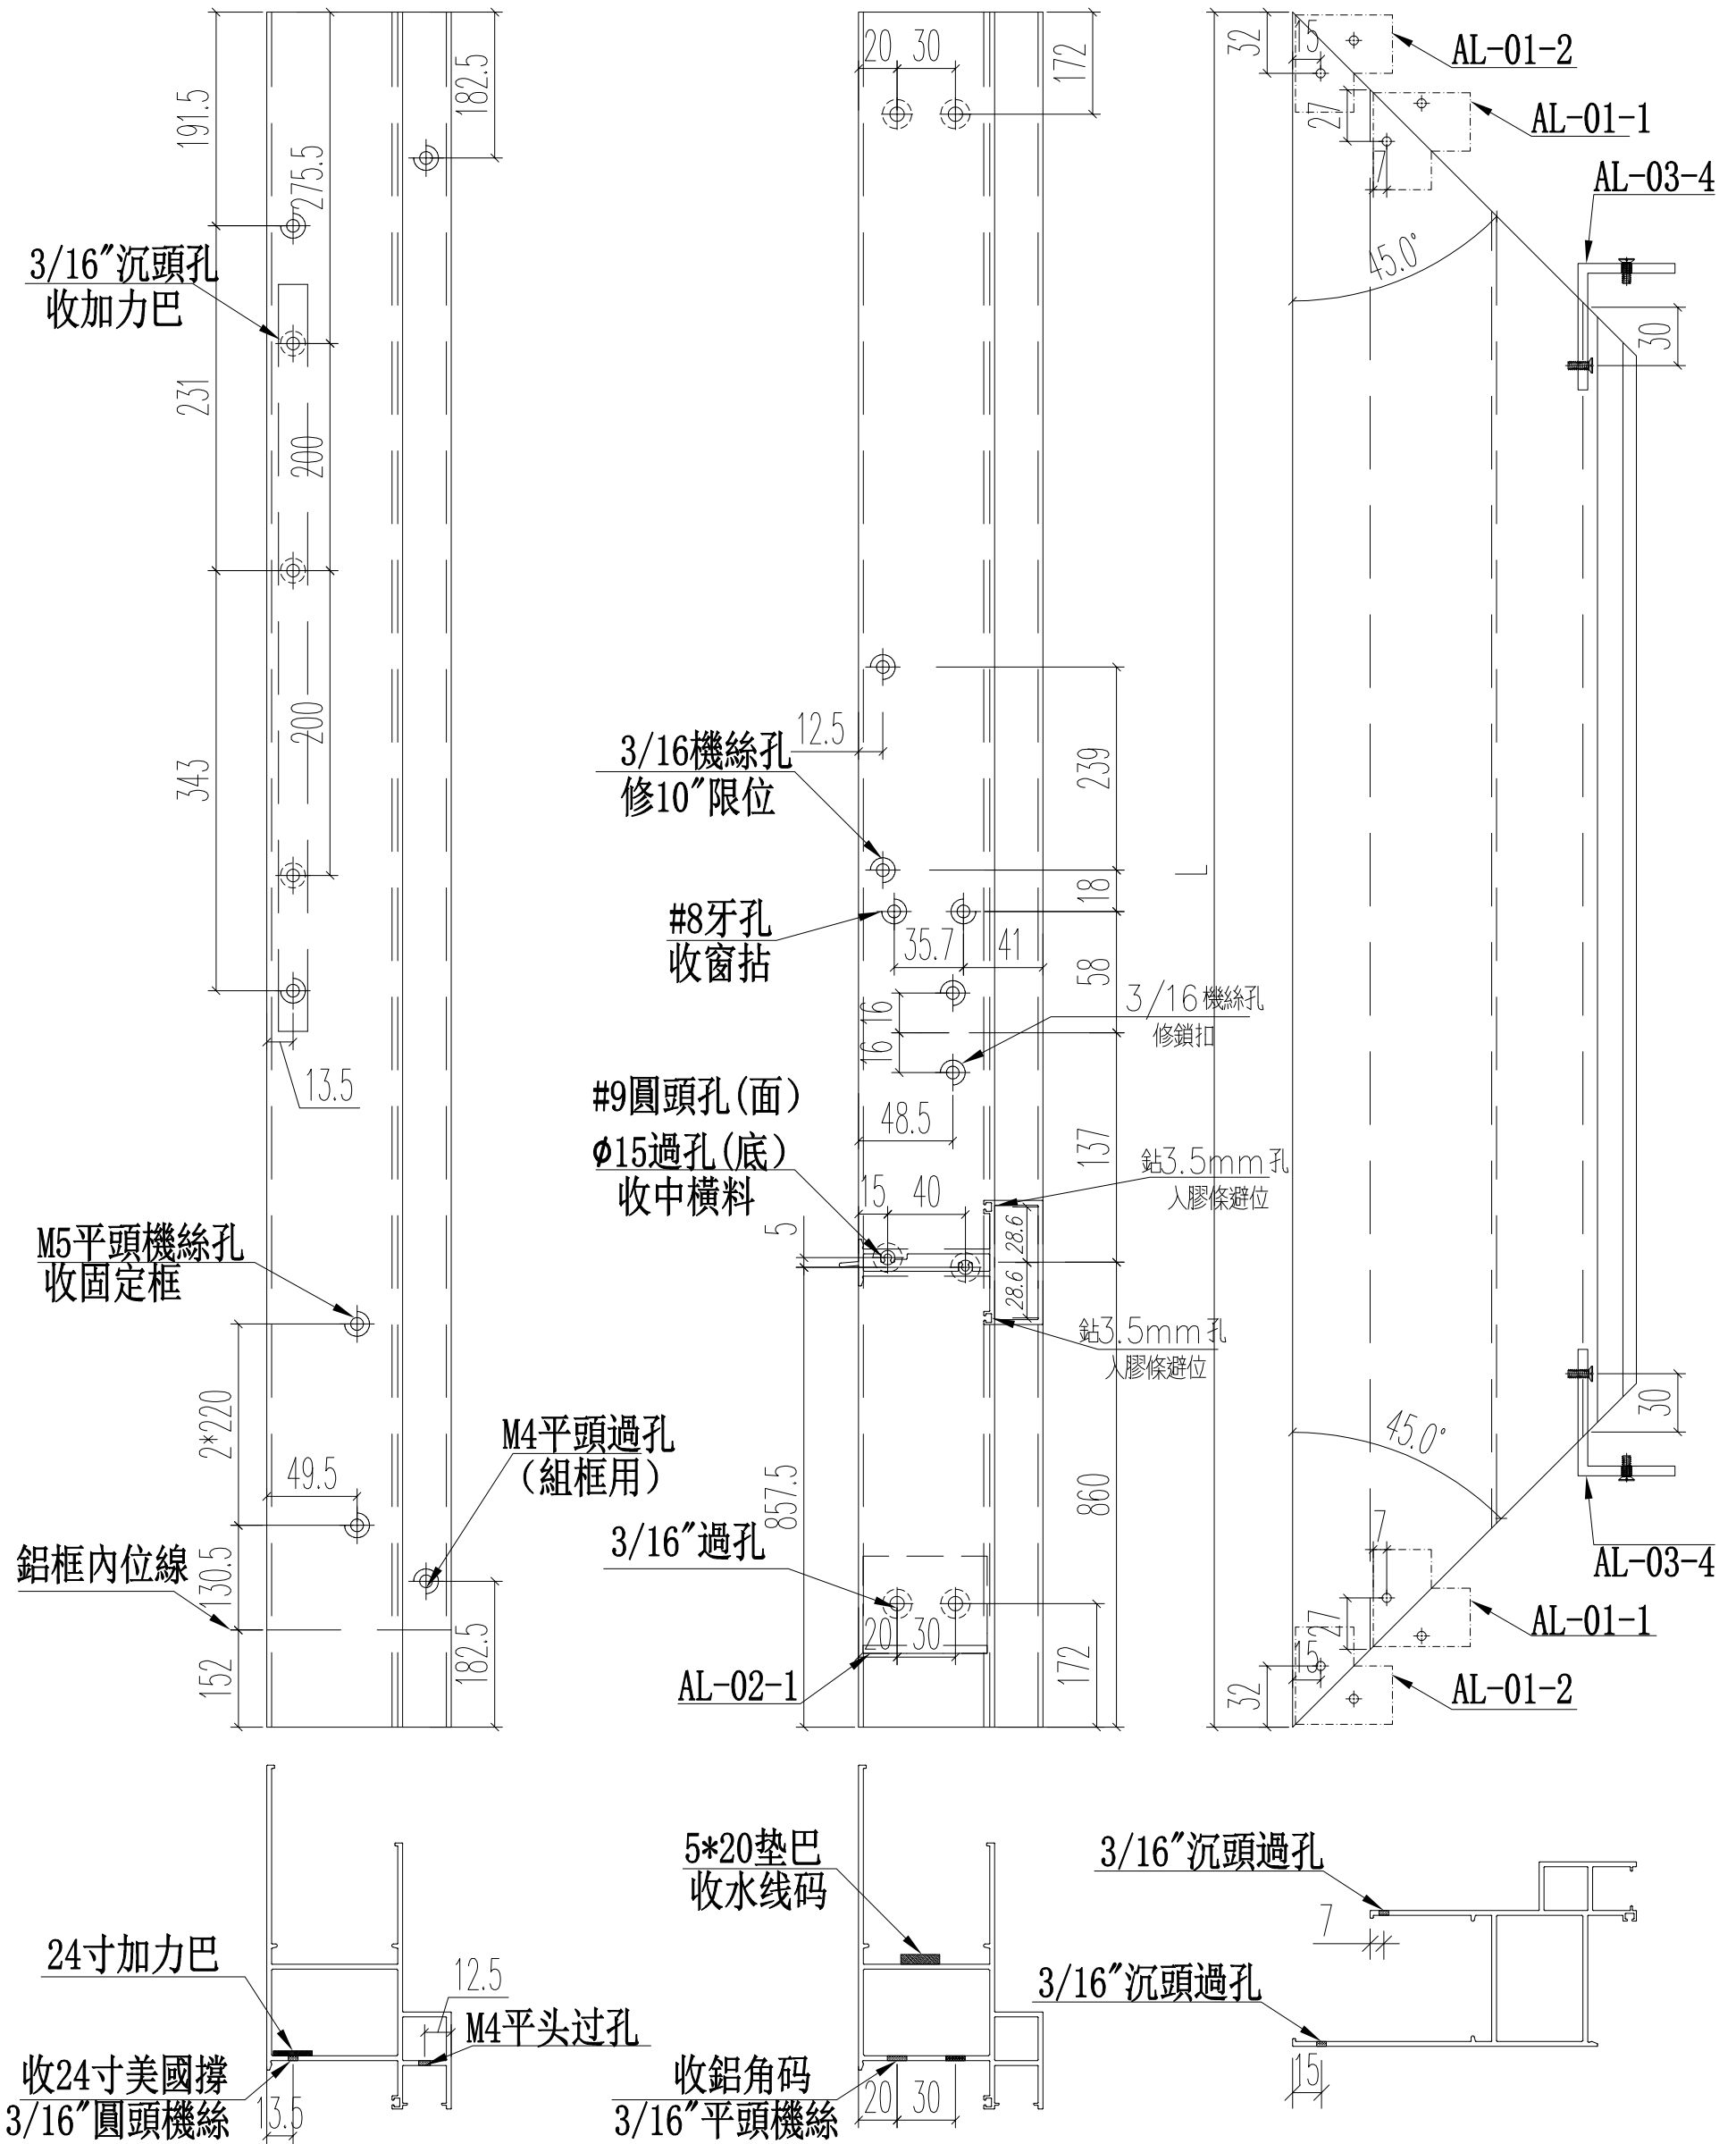 191.5
182.5
275.5
3/16"沉頭孔
收加力巴
231
200
343
200
13.5
M5平頭機絲孔
收固定框
2*220
49.5
M4平頭過孔
（組框用）
鋁框內位線
130.5
152
182.5
20
30
172
12.5
3/16機絲孔
修10"限位
239
18
#8牙孔
收窗拈
35.7
41
58
16
16
3/16機絲孔
修鎖扣
48.5
#9圓頭孔(面)
ϕ15過孔(底)
收中橫料
137
15
40
5
鉆3.5mm孔
入膠條避位
28.6
28.6
鉆3.5mm孔
入膠條避位
857.5
860
3/16"過孔
20
30
AL-02-1
172
L
32
15
AL-01-2
27
7
AL-01-1
AL-03-4
45.0°
30
30
45.0°
AL-03-4
7
27
AL-01-1
15
32
AL-01-2
24寸加力巴
12.5
M4平头过孔
收24寸美國撐
3/16"圓頭機絲
13.5
5*20垫巴
收水线码
收鋁角码
3/16"平頭機絲
20
30
3/16"沉頭過孔
7
3/16"沉頭過孔
15